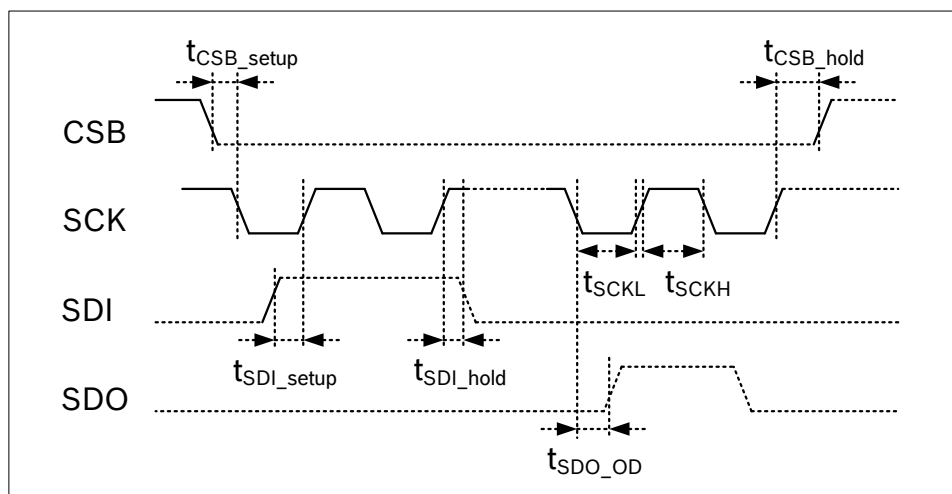 tCSB_setup
tCSB_hold
CSB
SCK
tSCKL
tSCKH
SDI
tSDI_setup
tSDI_hold
SDO
tSDO_OD